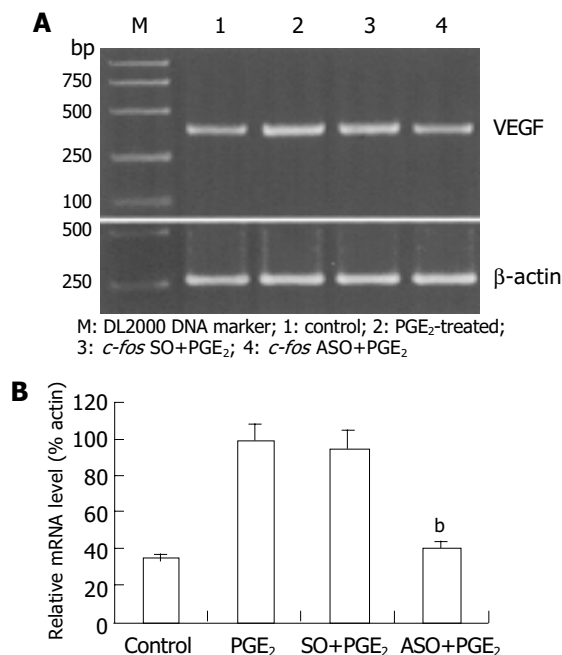 A
M 1 2 3 4
bp
750
500
250
100
500
250
VEGF
β-actin
M: DL2000 DNA marker; 1: control; 2: PGE₂-treated;
3: c-fos SO+PGE₂; 4: c-fos ASO+PGE₂
B
Relative mRNA level (% actin)
120
100
80
60
40
20
0
b
Control PGE₂ SO+PGE₂ ASO+PGE₂